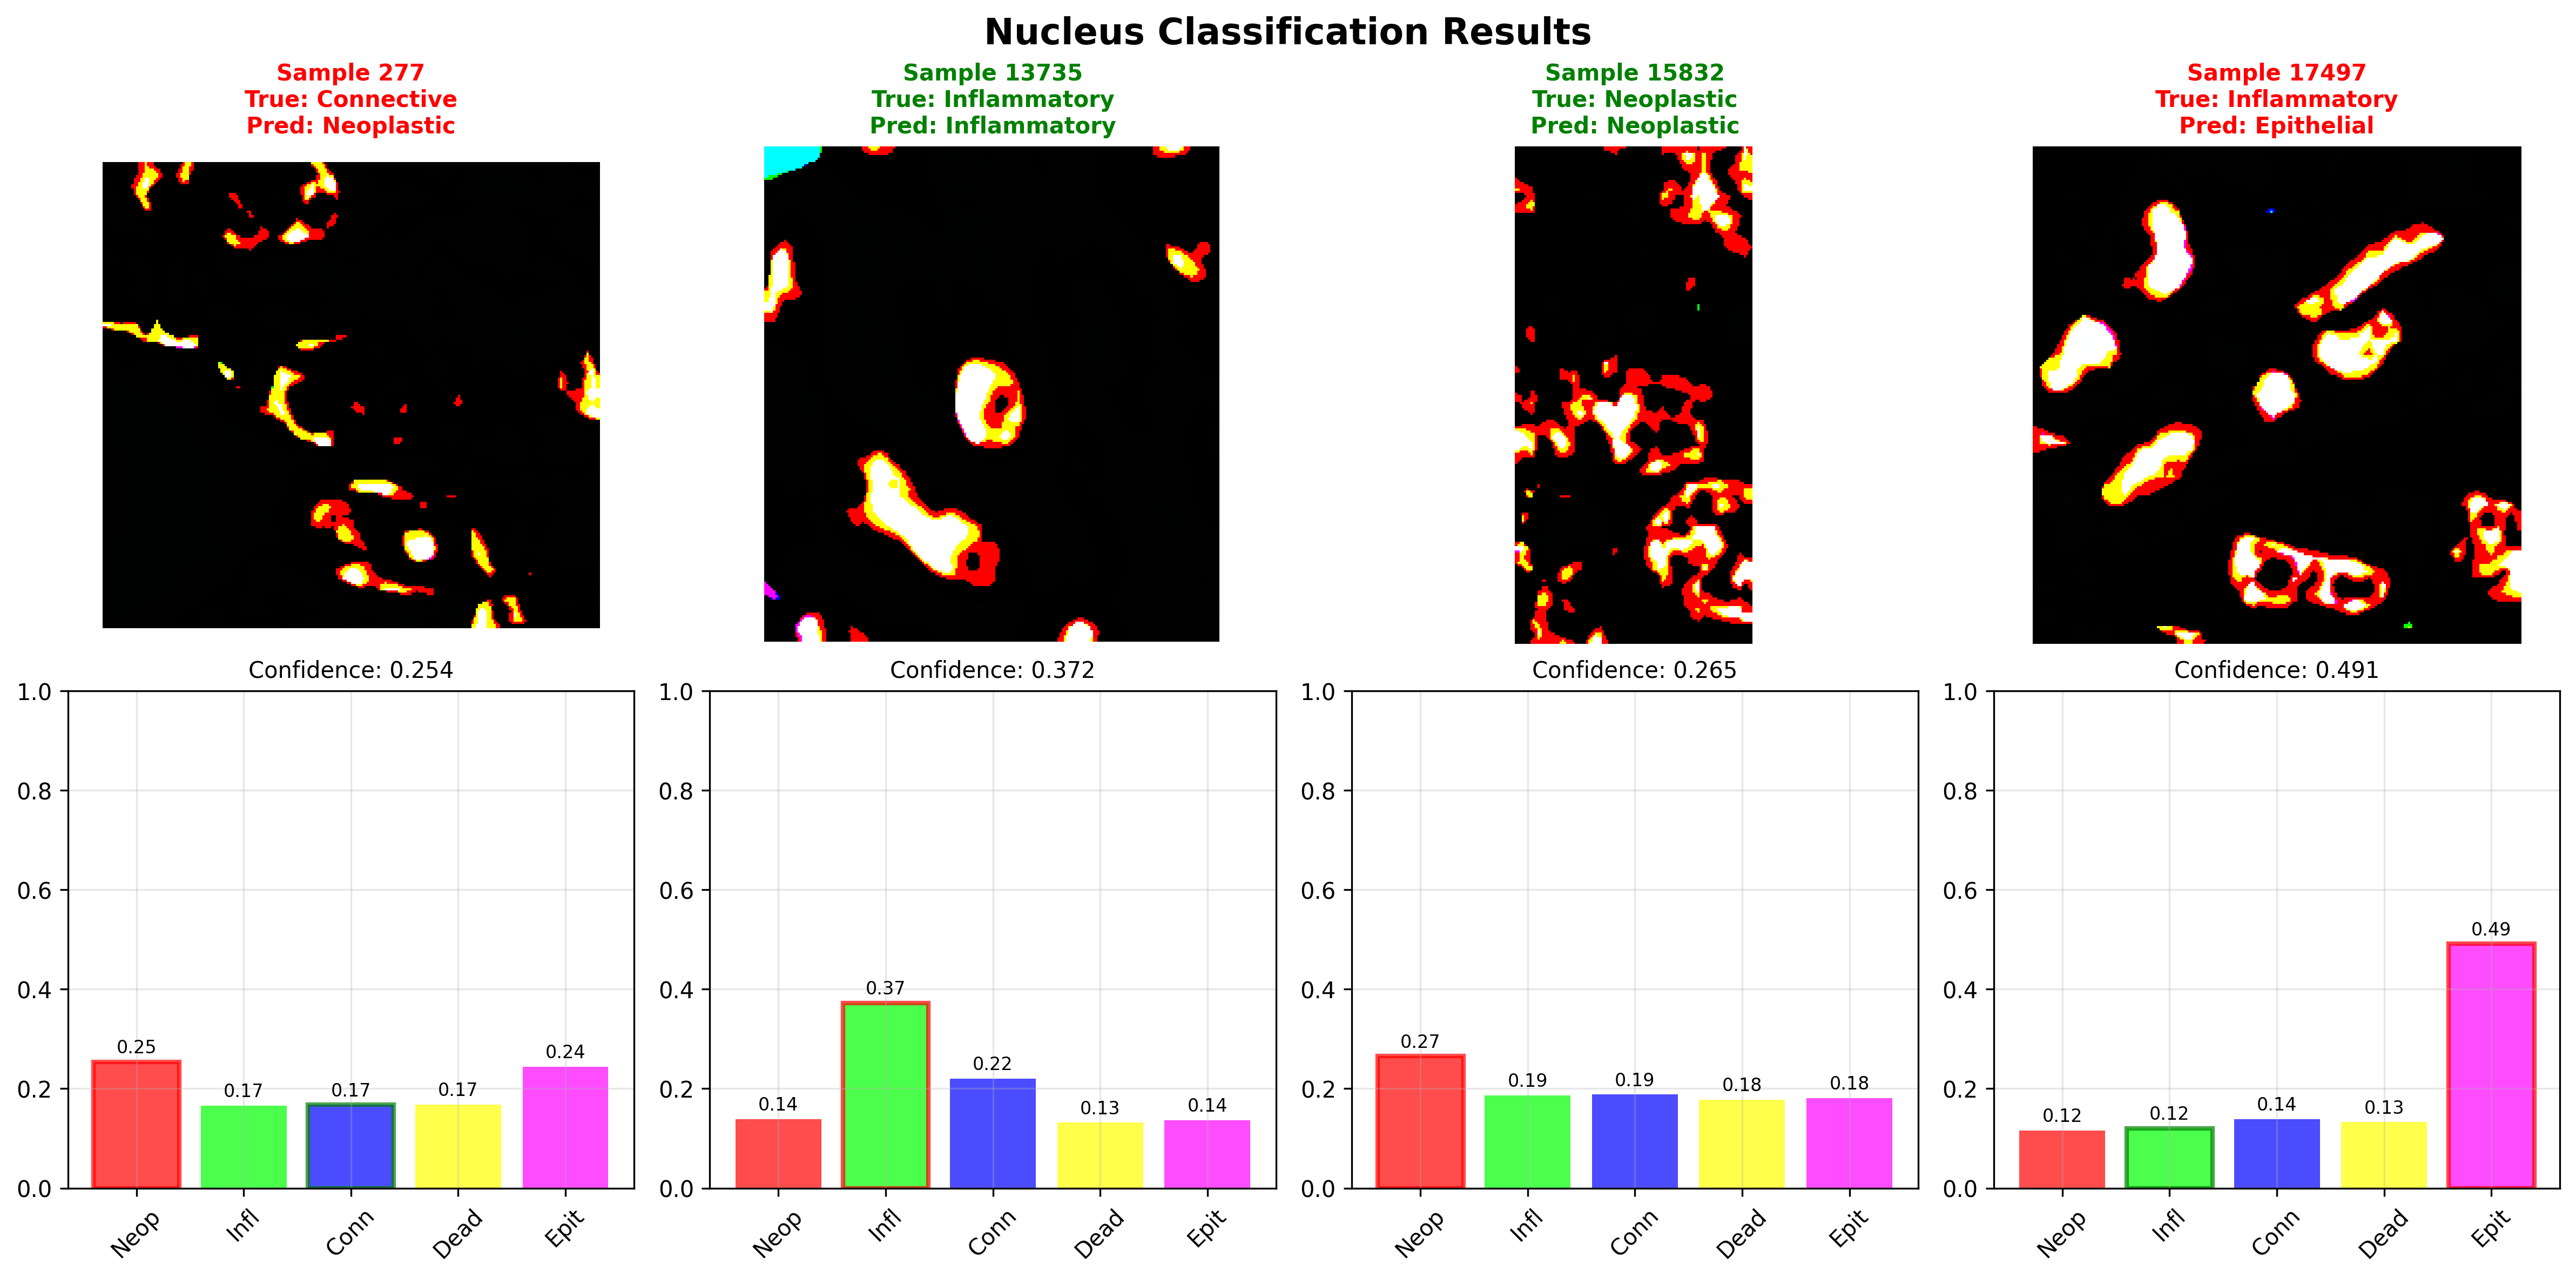 Nucleus Classification Results
Sample 277
True: Connective
Pred: Neoplastic
Sample 13735
True: Inflammatory
Pred: Inflammatory
Sample 15832
True: Neoplastic
Pred: Neoplastic
Sample 17497
True: Inflammatory
Pred: Epithelial
Confidence: 0.254
1.0
0.8
0.6
0.4
0.2
0.0
0.25
0.17
0.17
0.17
0.24
Neop
Infl
Conn
Dead
Epit
Confidence: 0.372
1.0
0.8
0.6
0.4
0.2
0.0
0.14
0.37
0.22
0.13
0.14
Neop
Infl
Conn
Dead
Epit
Confidence: 0.265
1.0
0.8
0.6
0.4
0.2
0.0
0.27
0.19
0.19
0.18
0.18
Neop
Infl
Conn
Dead
Epit
Confidence: 0.491
1.0
0.8
0.6
0.4
0.2
0.0
0.12
0.12
0.14
0.13
0.49
Neop
Infl
Conn
Dead
Epit